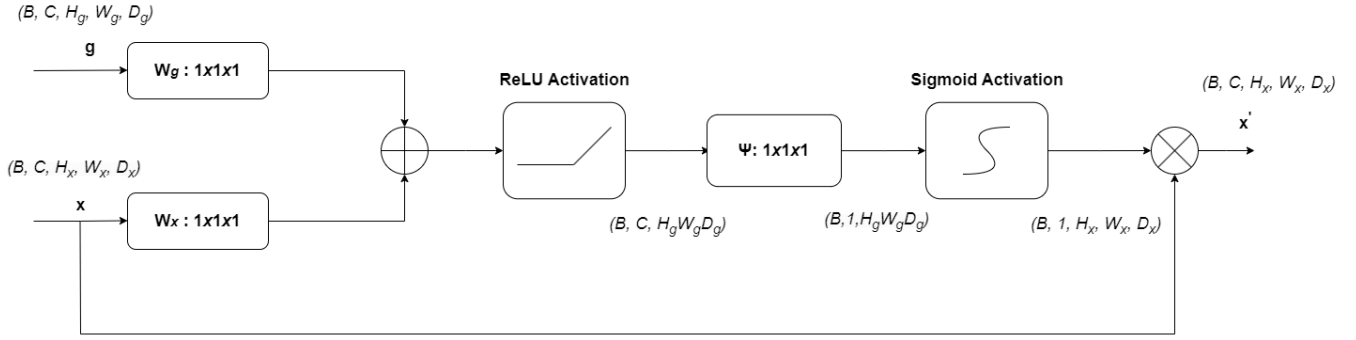 (B, C, Hg, Wg, Dg)
g
Wg : 1x1x1
ReLU Activation
Sigmoid Activation
(B, C, Hx, Wx, Dx)
x'
Ψ: 1x1x1
(B, C, Hx, Wx, Dx)
x
Wx : 1x1x1
(B, C, HgWgDg)
(B,1,HgWgDg)
(B, 1, Hx, Wx, Dx)